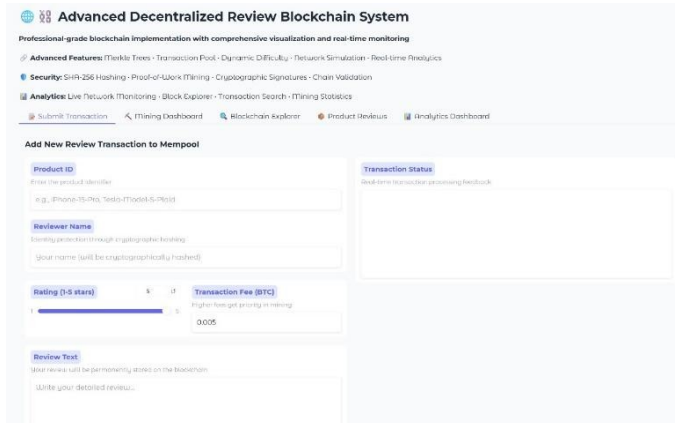 Advanced Decentralized Review Blockchain System
Professional-grade blockchain implementation with comprehensive visualization and real-time monitoring
Advanced Features: Merkle Trees • Transaction Pool • Dynamic Difficulty • Network Simulation • Real-time Analytics
Security: SHA-256 Hashing • Proof-of-Work Mining • Cryptographic Signatures • Chain Validation
Analytics: Live Network Monitoring • Block Explorer • Transaction Search • Mining Statistics
Submit Transaction Mining Dashboard Blockchain Explorer Product Reviews Analytics Dashboard
Add New Review Transaction to Mempool
Product ID
Enter the product identifier
e.g., iPhone-15-Pro, Tesla-Model-S-Plaid
Reviewer Name
Identity protection through cryptographic hashing
Your name (will be cryptographically hashed)
Rating (1-5 stars) 5
1 5
Transaction Fee (BTC)
Higher fees get priority in mining
0.005
Review Text
Your review will be permanently stored on the blockchain
Write your detailed review...
Transaction Status
Real-time transaction processing feedback